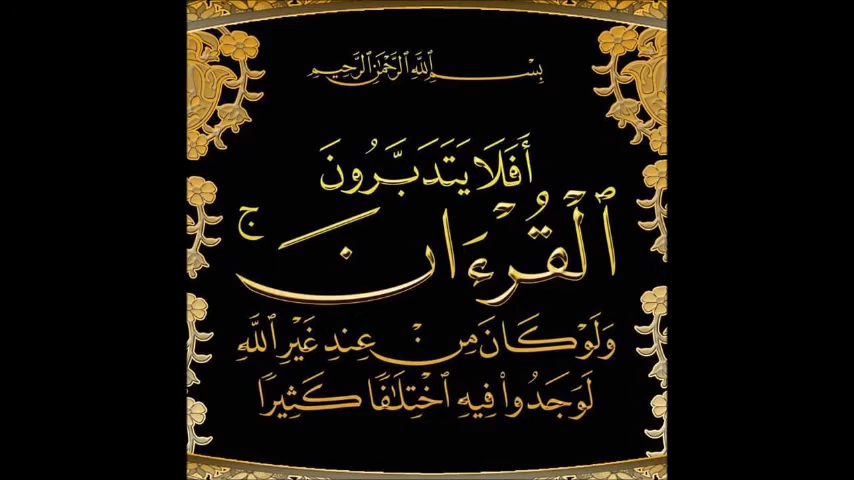 بِسْمِ ٱللَّهِ ٱلرَّحْمَٰنِ ٱلرَّحِيمِ
أَفَلَا يَتَدَبَّرُونَ
ٱلْقُرْءَانَ ۚ
وَلَوْ كَانَ مِنْ عِندِ غَيْرِ ٱللَّهِ
لَوَجَدُوا۟ فِيهِ ٱخْتِلَٰفًا كَثِيرًا